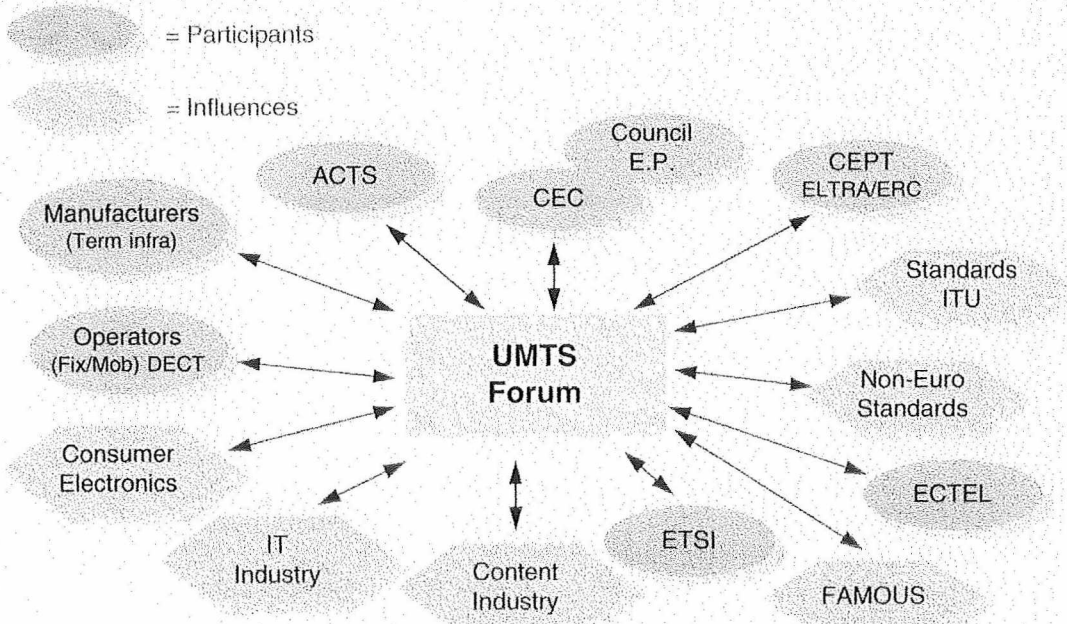 = Participants
= Influences
Council
E.P.
CEPT
ELTRA/ERC
ACTS
CEC
Manufacturers
(Term infra)
Standards
ITU
Operators
(Fix/Mob) DECT
UMTS
Forum
Non-Euro
Standards
Consumer
Electronics
ECTEL
IT
Industry
Content
Industry
ETSI
FAMOUS